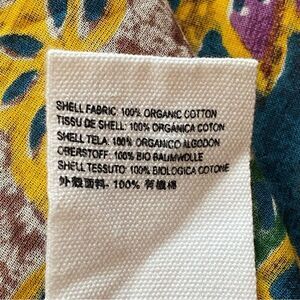 SHELL FABRIC: 100% ORGANIC COTTON
TISSU DE SHELL: 100% ORGANICA COTON
SHELL TELA: 100% ORGANICO ALGODON
OBERSTOFF: 100% BIO BAUMWOLLE
SHELL TESSUTO: 100% BIOLOGICA COTONE
外殼面料- 100% 有機棉